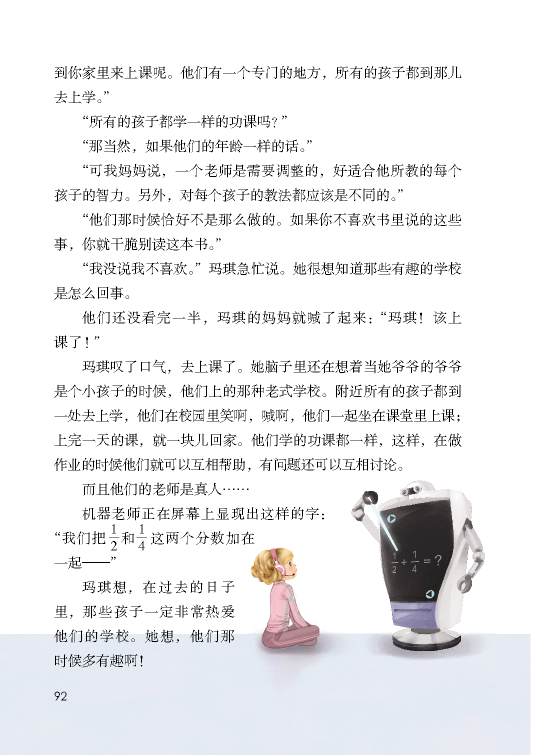 到你家里来上课呢。他们有一个专门的地方，所有的孩子都到那儿
去上学。”
“所有的孩子都学一样的功课吗？”
“那当然，如果他们的年龄一样的话。”
“可我妈妈说，一个老师是需要调整的，好适合他所教的每个
孩子的智力。另外，对每个孩子的教法都应该是不同的。”
“他们那时候恰好不是那么做的。如果你不喜欢书里说的这些
事，你就干脆别读这本书。”
“我没说我不喜欢。”玛琪急忙说。她很想知道那些有趣的学校
是怎么回事。
他们还没看完一半，玛琪的妈妈就喊了起来：“玛琪！该上
课了！”
玛琪叹了口气，去上课了。她脑子里还在想着当她爷爷的爷爷
是个小孩子的时候，他们上的那种老式学校。附近所有的孩子都到
一处去上学，他们在校园里笑啊，喊啊，他们一起坐在课堂里上课；
上完一天的课，就一块儿回家。他们学的功课都一样，这样，在做
作业的时候他们就可以互相帮助，有问题还可以互相讨论。
而且他们的老师是真人……
机器老师正在屏幕上显现出这样的字：
“我们把1/2和1/4这两个分数加在
一起——”
1/2+1/4=？
玛琪想，在过去的日子
里，那些孩子一定非常热爱
他们的学校。她想，他们那
时候多有趣啊！
92